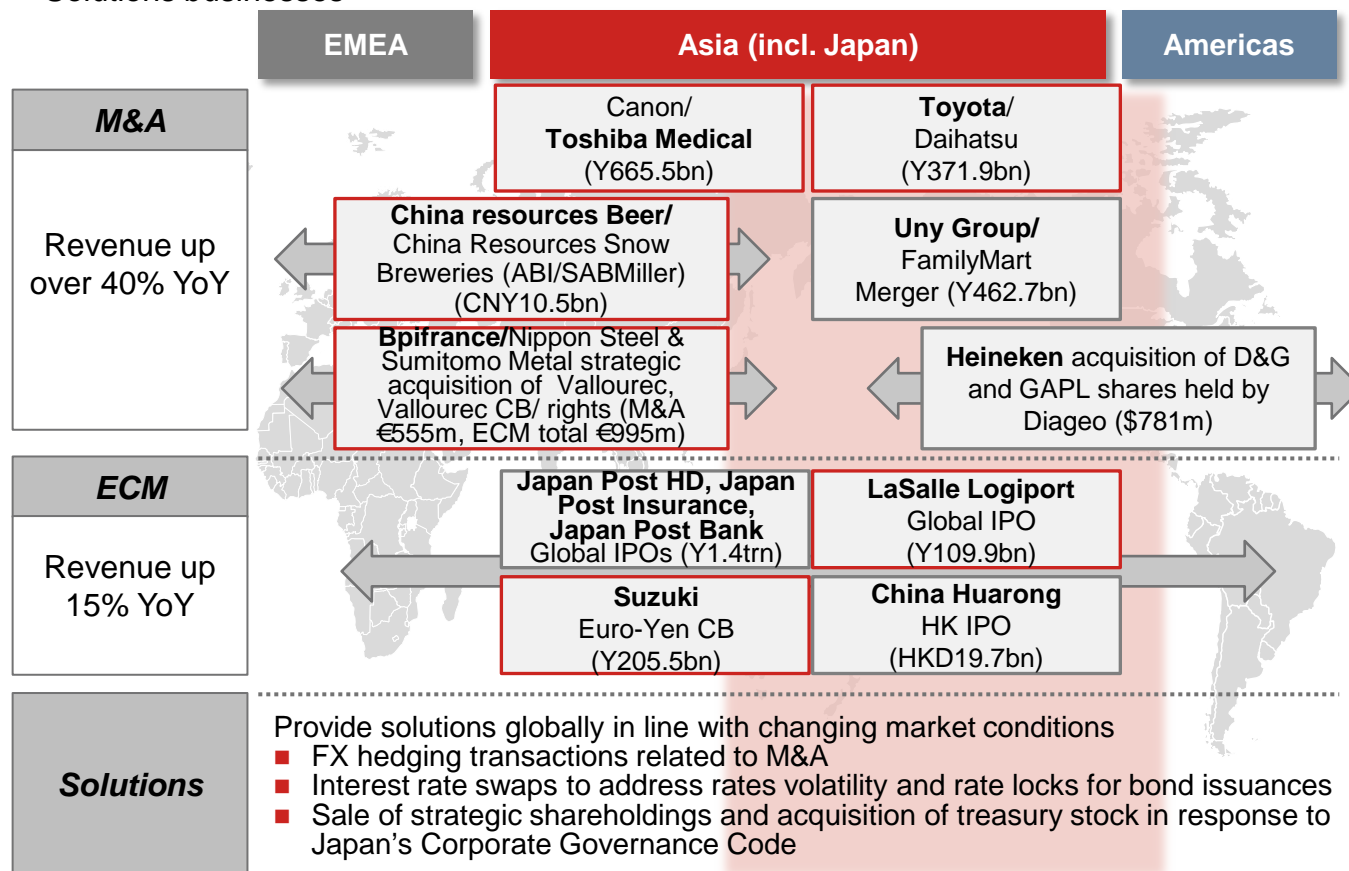 Solutions businesses
EMEA
Asia (incl. Japan)
Americas
M&A
Revenue up
over 40% YoY
Canon/
Toshiba Medical
(Y665.5bn)
Toyota/
Daihatsu
(Y371.9bn)
China resources Beer/
China Resources Snow
Breweries (ABI/SABMiller)
(CNY10.5bn)
Uny Group/
FamilyMart
Merger (Y462.7bn)
Bpifrance/Nippon Steel &
Sumitomo Metal strategic
acquisition of Vallourec,
Vallourec CB/ rights (M&A
€555m, ECM total €995m)
Heineken acquisition of D&G
and GAPL shares held by
Diageo ($781m)
ECM
Revenue up
15% YoY
Japan Post HD, Japan
Post Insurance,
Japan Post Bank
Global IPOs (Y1.4trn)
LaSalle Logiport
Global IPO
(Y109.9bn)
Suzuki
Euro-Yen CB
(Y205.5bn)
China Huarong
HK IPO
(HKD19.7bn)
Solutions
Provide solutions globally in line with changing market conditions
■ FX hedging transactions related to M&A
■ Interest rate swaps to address rates volatility and rate locks for bond issuances
■ Sale of strategic shareholdings and acquisition of treasury stock in response to
Japan's Corporate Governance Code